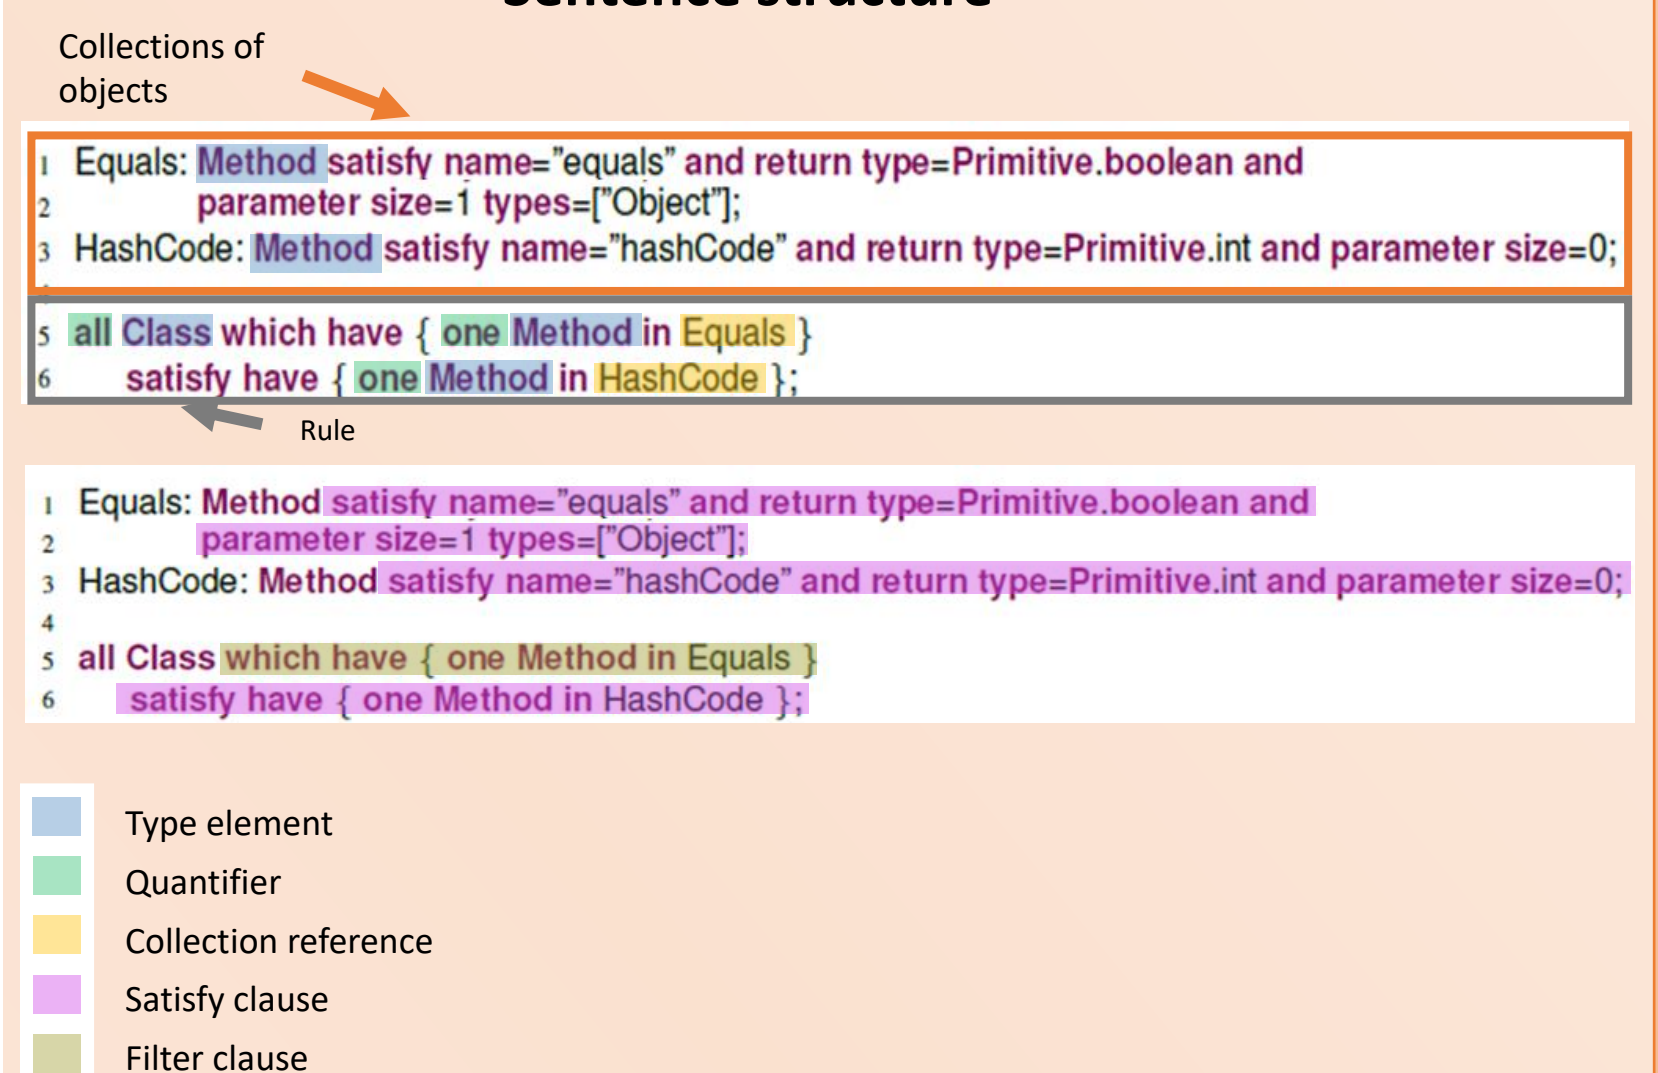 Sentence structure
Collections of
objects
1 Equals: Method satisfy name="equals" and return type=Primitive.boolean and
2 parameter size=1 types=["Object"];
3 HashCode: Method satisfy name="hashCode" and return type=Primitive.int and parameter size=0;
5 all Class which have { one Method in Equals }
6 satisfy have { one Method in HashCode };
Rule
1 Equals: Method satisfy name="equals" and return type=Primitive.boolean and
2 parameter size=1 types=["Object"];
3 HashCode: Method satisfy name="hashCode" and return type=Primitive.int and parameter size=0;
4
5 all Class which have { one Method in Equals }
6 satisfy have { one Method in HashCode };
Type element
Quantifier
Collection reference
Satisfy clause
Filter clause